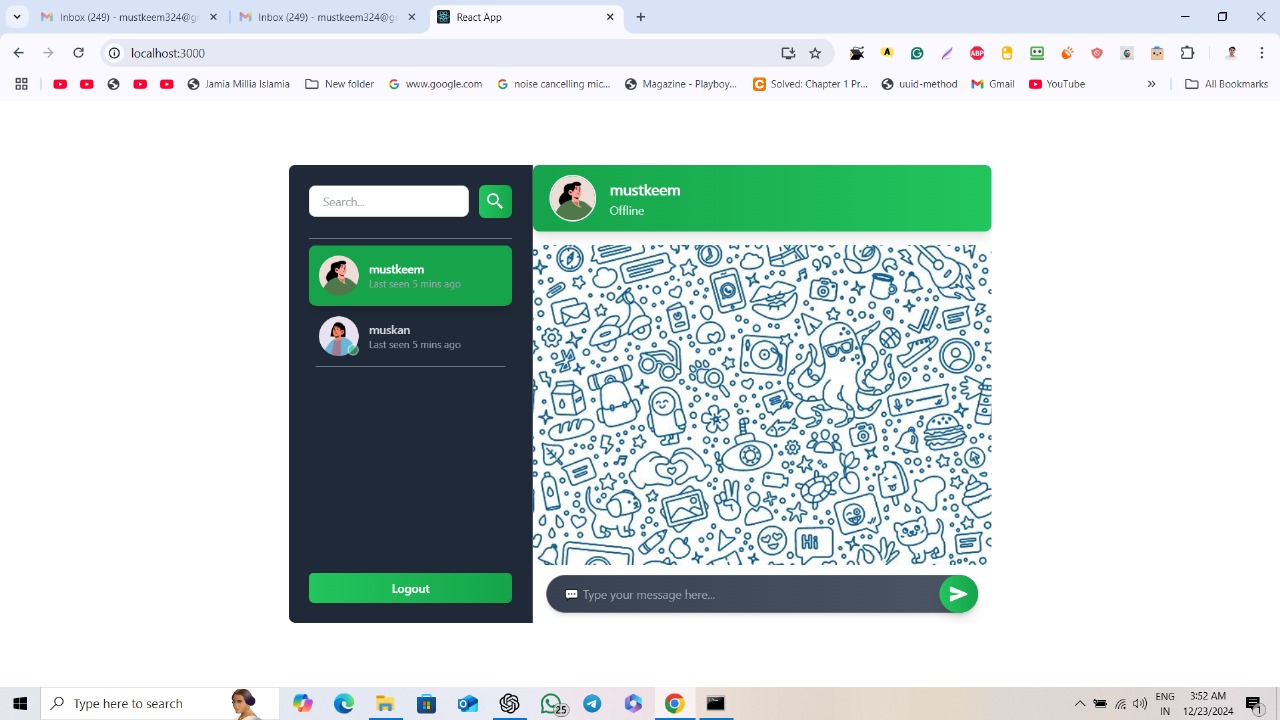 Inbox (249) - mustkeem32@g
Inbox (249) - mustkeem324@
React App
localhost:3000
ABP
Jamia Millia Islamia
New folder
www.google.com
noise cancelling mic...
Magazine - Playboy...
Solved: Chapter 1 Pr...
uuid-method
Gmail
YouTube
All Bookmarks
Search...
mustkeem
Offline
mustkeem
Last seen 5 mins ago
muskan
Last seen 5 mins ago
Hi
Logout
Type your message here...
Type here to search
25
ENG
IN
3:52 AM
12/23/2024
1